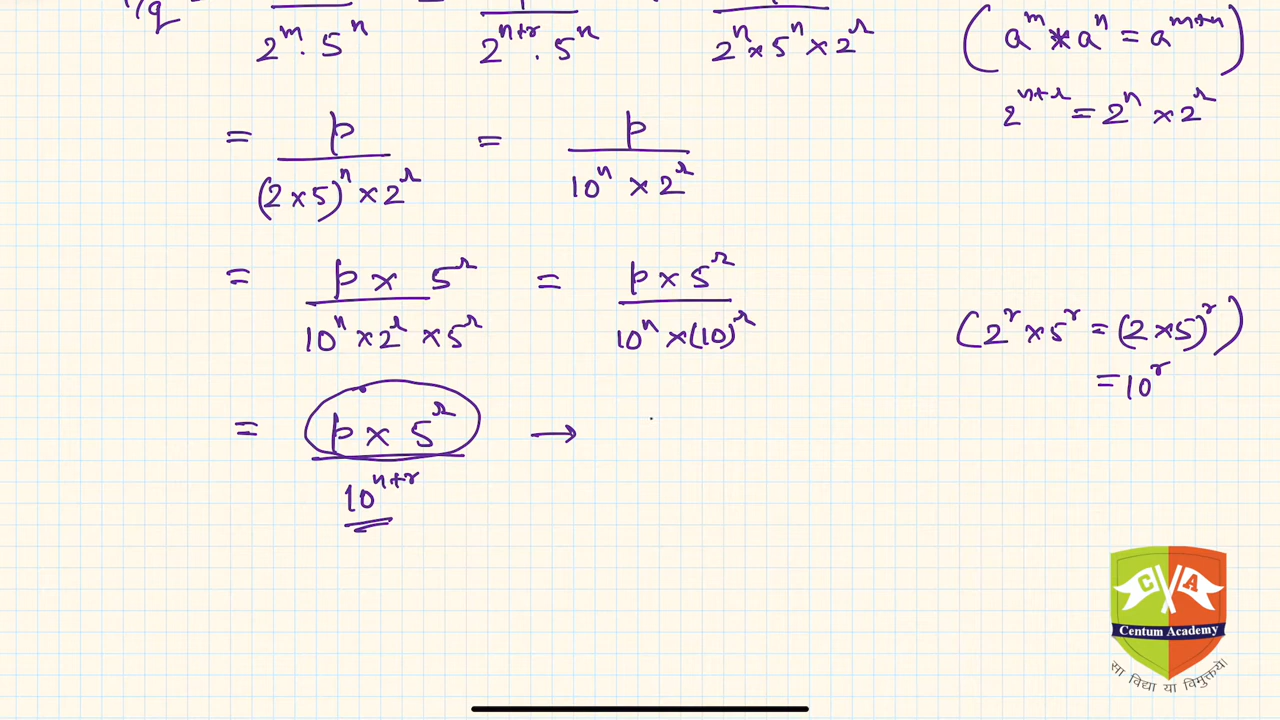 p/q = 2^m · 5^n = 2^(n+r) · 5^n 2^n × 5^n × 2^r
(a^m * a^n = a^(m+n))
2^(n+r) = 2^n × 2^r
= p / ((2×5)^n × 2^r) = p / (10^n × 2^r)
= (p × 5^r) / (10^n × 2^r × 5^r) = (p × 5^r) / (10^n × (10)^r)
(2^r × 5^r = (2 × 5)^r)
= 10^r
= (p × 5^r) / 10^(n+r) →
C A
Centum Academy
सा विद्या या विमुक्तये।